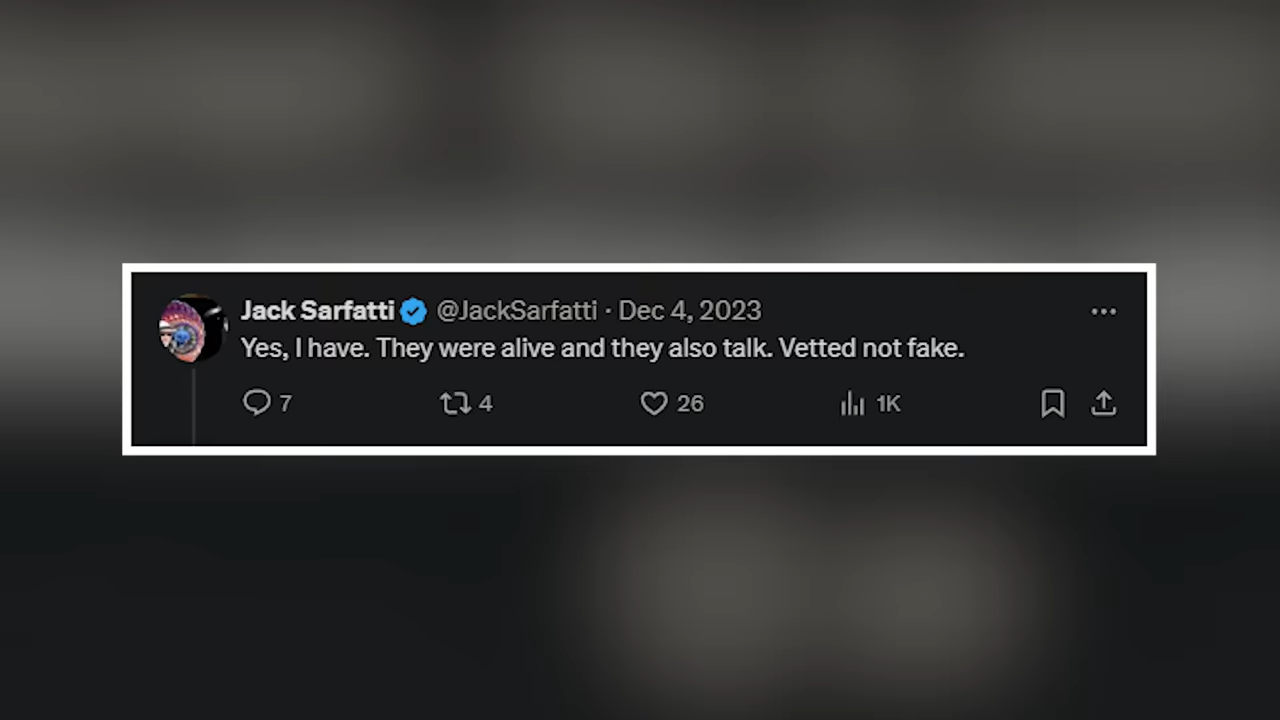 Jack Sarfatti @JackSarfatti · Dec 4, 2023
Yes, I have. They were alive and they also talk. Vetted not fake.
7 4 26 1K